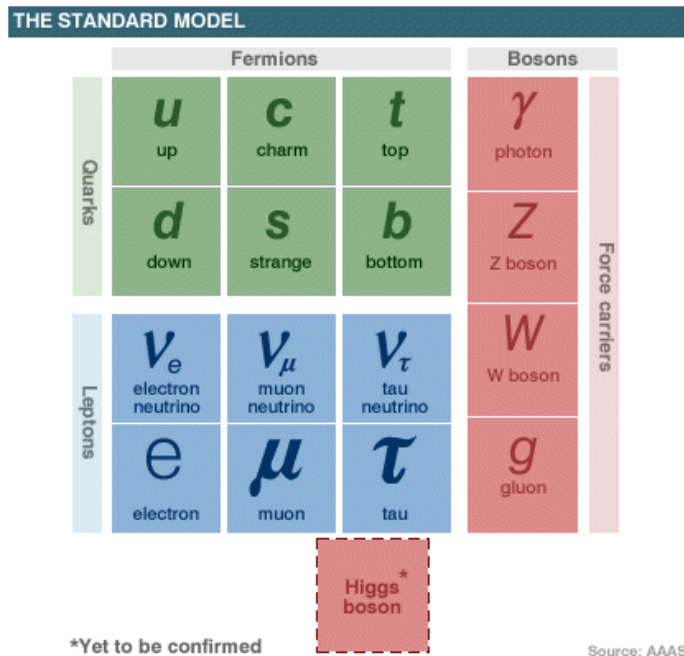 THE STANDARD MODEL
Fermions
Bosons
Quarks
u
up
c
charm
t
top
d
down
s
strange
b
bottom
Leptons
νe
electron
neutrino
νμ
muon
neutrino
ντ
tau
neutrino
e
electron
μ
muon
τ
tau
γ
photon
Z
Z boson
W
W boson
g
gluon
Force carriers
Higgs*
boson
*Yet to be confirmed
Source: AAAS